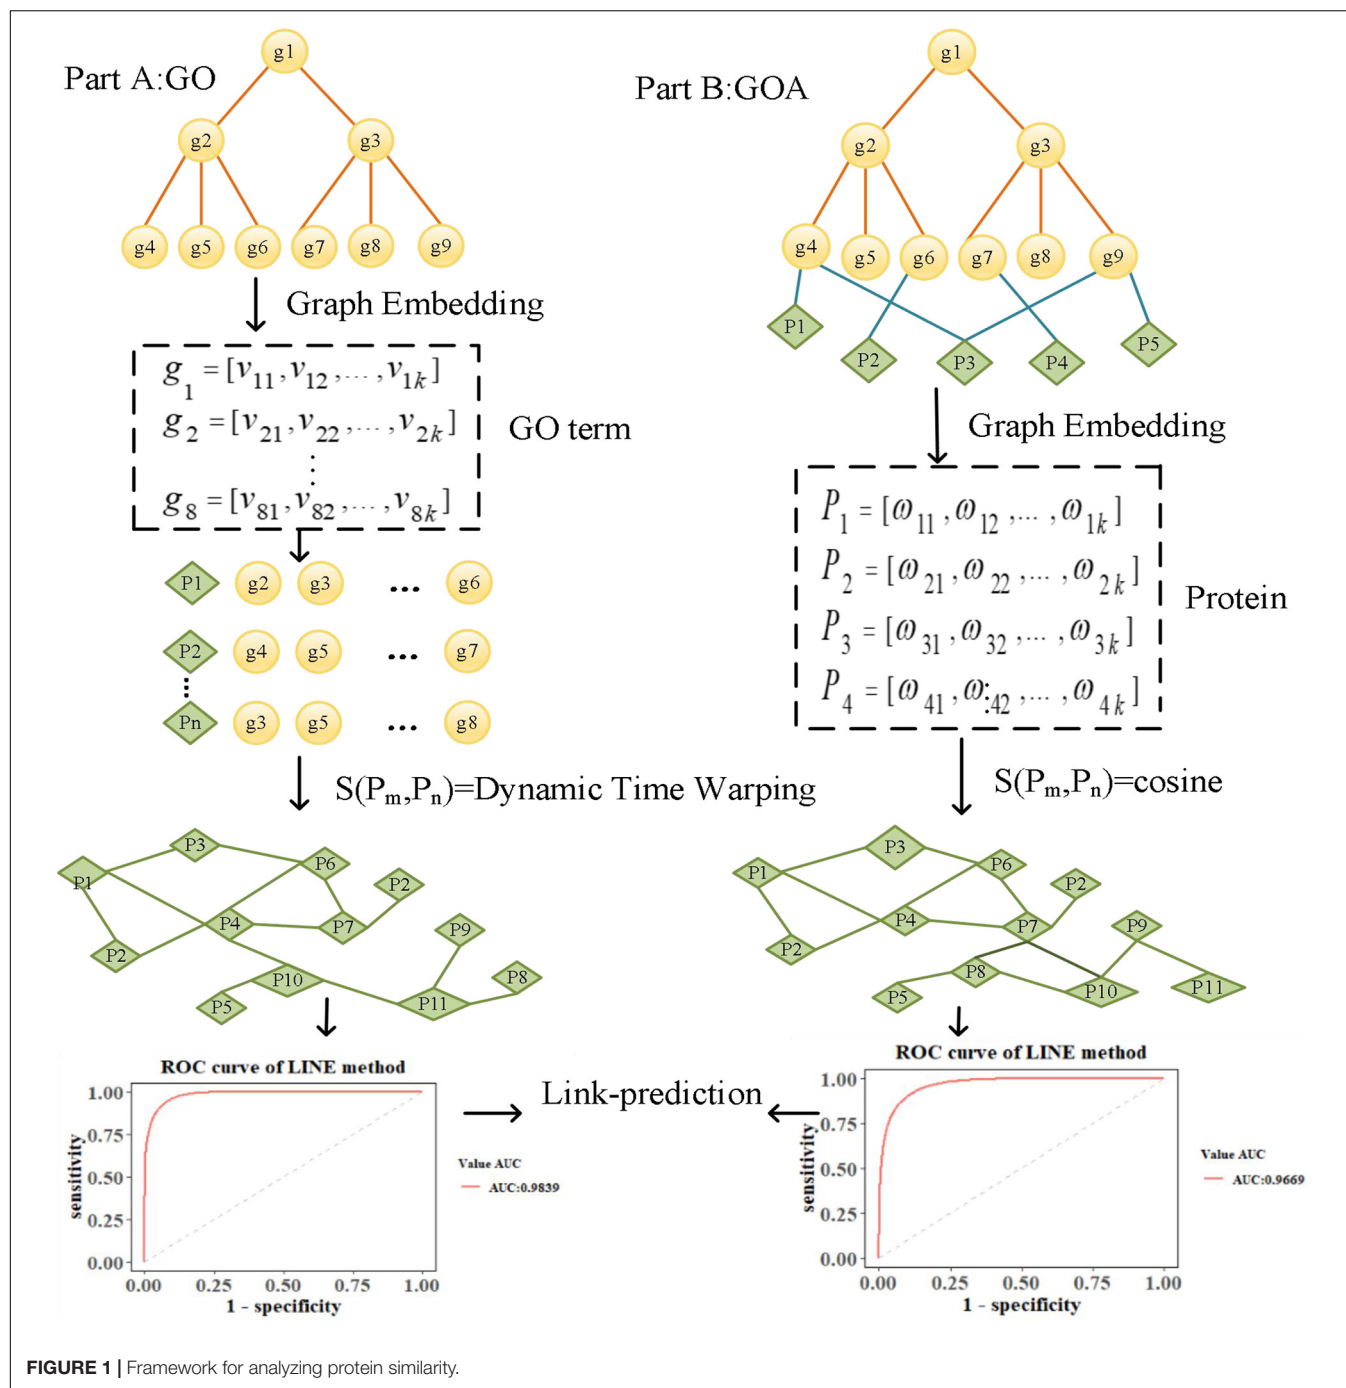 Part A:GO
g1
g2 g3
g4 g5 g6 g7 g8 g9
Graph Embedding
g1 = [v11, v12, ..., v1k]
g2 = [v21, v22, ..., v2k]
⋮
g8 = [v81, v82, ..., v8k]
GO term
P1 g2 g3 ... g6
P2 g4 g5 ... g7
Pn g3 g5 ... g8
S(Pm,Pn)=Dynamic Time Warping
P3
P6
P1
P2
P4
P7
P9
P2
P10
P8
P5
P11
ROC curve of LINE method
sensitivity
1.00
0.75
0.50
0.25
0.00
0.00 0.25 0.50 0.75 1.00
1 - specificity
Value AUC
AUC:0.9839
Link-prediction
Part B:GOA
g1
g2 g3
g4 g5 g6 g7 g8 g9
P1 P2 P3 P4 P5
Graph Embedding
P1 = [ω11, ω12, ..., ω1k]
P2 = [ω21, ω22, ..., ω2k]
P3 = [ω31, ω32, ..., ω3k]
P4 = [ω41, ω42, ..., ω4k]
Protein
S(Pm,Pn)=cosine
P3
P6
P1
P2
P4
P7
P9
P2
P8
P5
P10
P11
ROC curve of LINE method
sensitivity
1.00
0.75
0.50
0.25
0.00
0.00 0.25 0.50 0.75 1.00
1 - specificity
Value AUC
AUC:0.9669
FIGURE 1 | Framework for analyzing protein similarity.